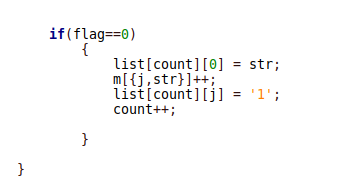 if(flag==0)
{
list[count][0] = str;
m[{j,str}]++;
list[count][j] = '1';
count++;
}
}